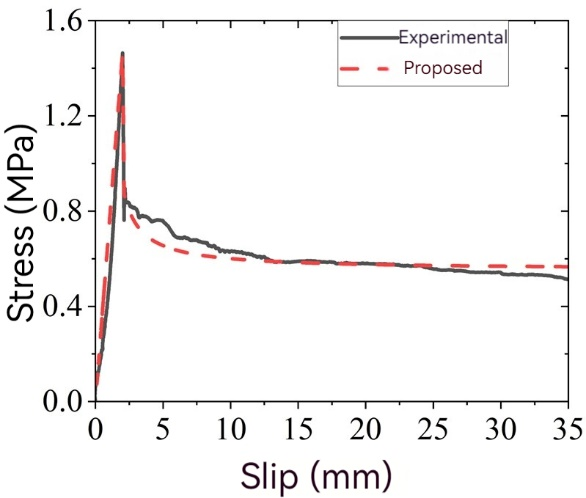 1.6
Experimental
Proposed
1.2
0.8
0.4
0.0
Stress (MPa)
0 5 10 15 20 25 30 35
Slip (mm)